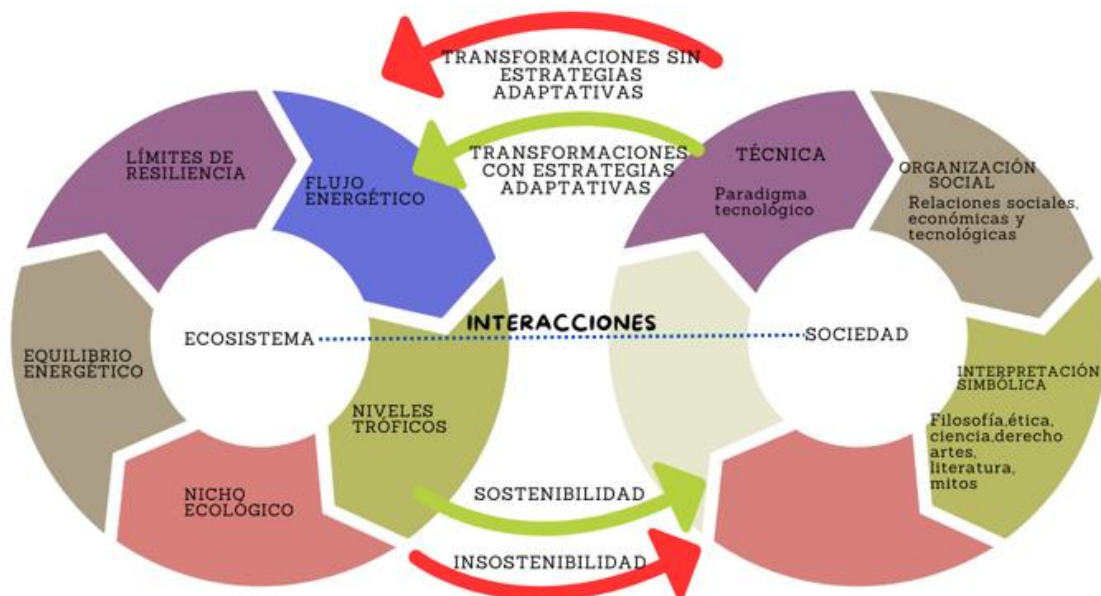 TRANSFORMACIONES SIN
ESTRATEGIAS
ADAPTATIVAS
TRANSFORMACIONES
CON ESTRATEGIAS
ADAPTATIVAS
LÍMITES DE
RESILIENCIA
FLUJO
ENERGÉTICO
EQUILIBRIO
ENERGÉTICO
ECOSISTEMA
NIVELES
TRÓFICOS
NICHO
ECOLÓGICO
INTERACCIONES
TÉCNICA
Paradigma
tecnológico
ORGANIZACIÓN
SOCIAL
Relaciones sociales,
económicas y
tecnológicas
SOCIEDAD
INTERPRETACIÓN
SIMBÓLICA
Filosofía,ética,
ciencia,derecho
artes,
literatura,
mitos
SOSTENIBILIDAD
INSOSTENIBILIDAD